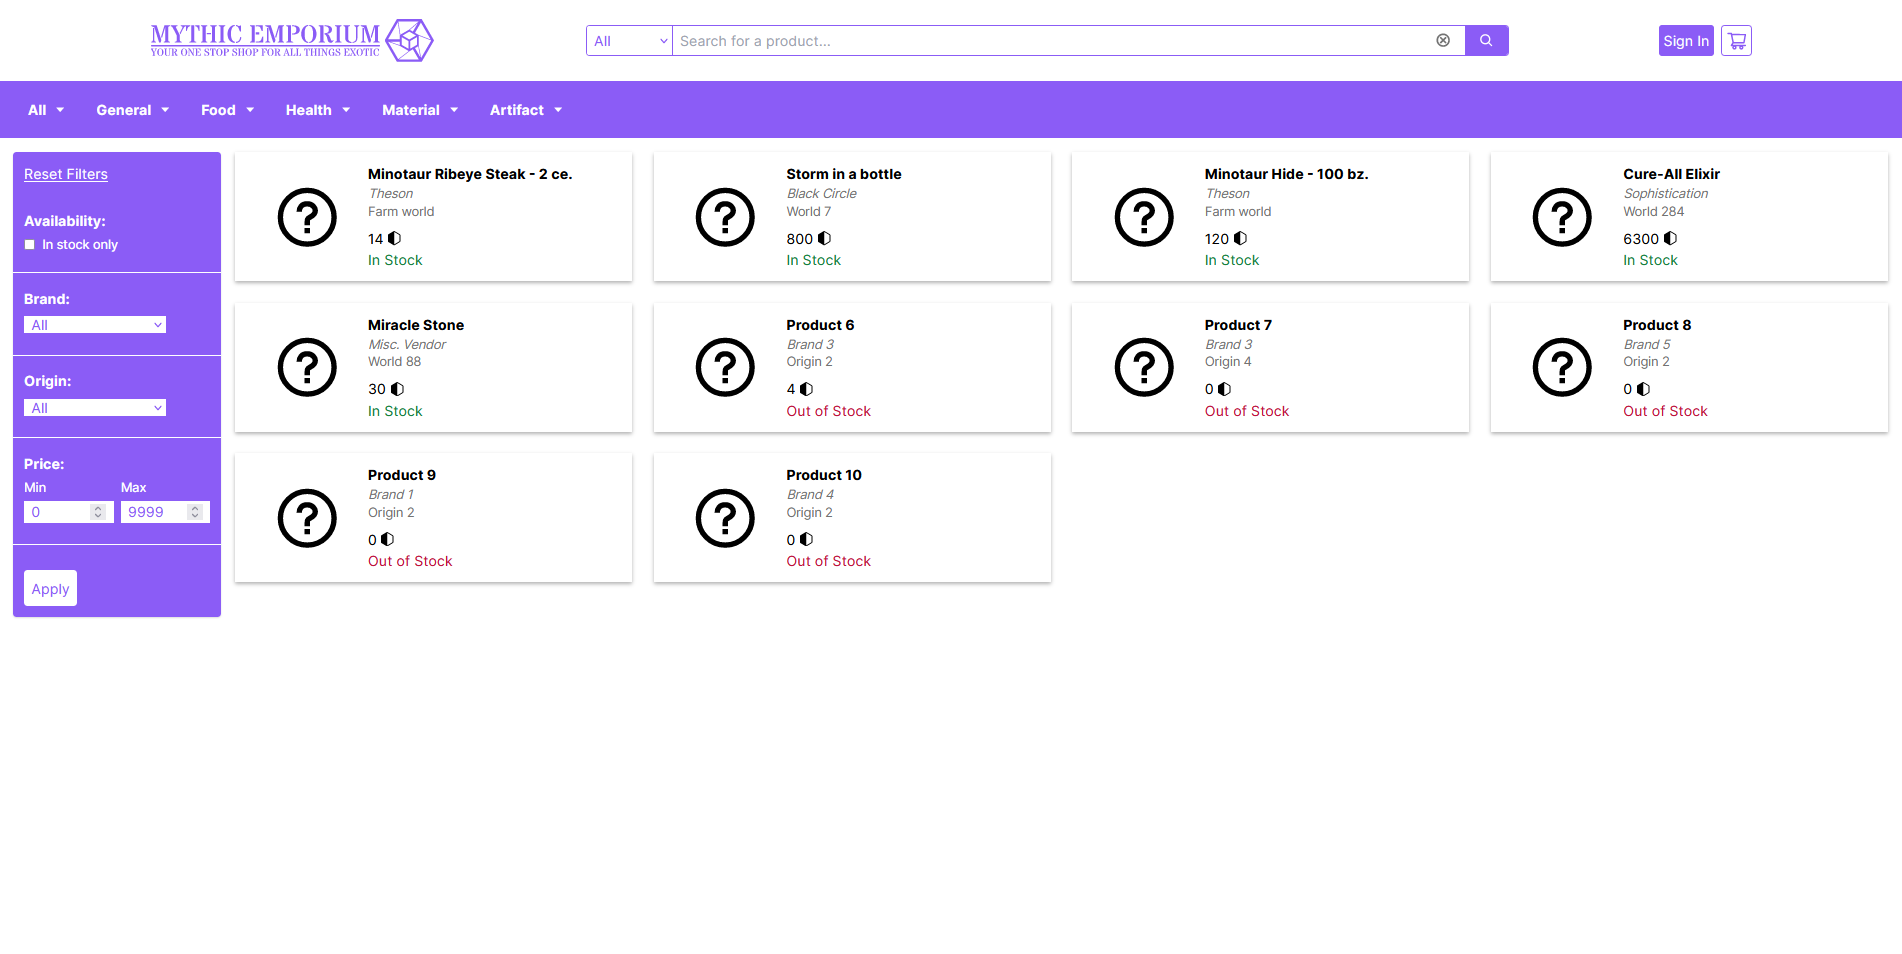 MYTHIC EMPORIUM
YOUR ONE STOP SHOP FOR ALL THINGS EXOTIC
All
Search for a product...
Sign In
All
General
Food
Health
Material
Artifact
Reset Filters
Availability:
In stock only
Brand:
All
Origin:
All
Price:
Min
Max
0
9999
Apply
Minotaur Ribeye Steak - 2 ce.
Theson
Farm world
14
In Stock
Storm in a bottle
Black Circle
World 7
800
In Stock
Minotaur Hide - 100 bz.
Theson
Farm world
120
In Stock
Cure-All Elixir
Sophistication
World 284
6300
In Stock
Miracle Stone
Misc. Vendor
World 88
30
In Stock
Product 6
Brand 3
Origin 2
4
Out of Stock
Product 7
Brand 3
Origin 4
0
Out of Stock
Product 8
Brand 5
Origin 2
0
Out of Stock
Product 9
Brand 1
Origin 2
0
Out of Stock
Product 10
Brand 4
Origin 2
0
Out of Stock